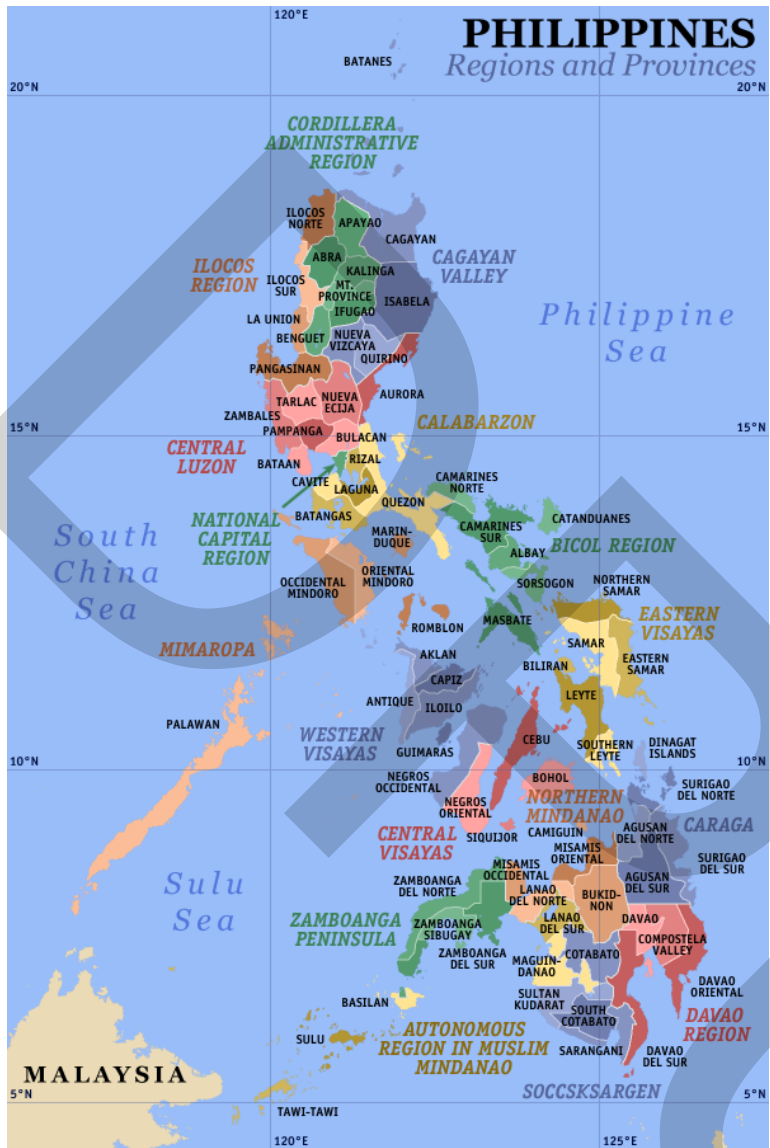 120°E
PHILIPPINES
Regions and Provinces
BATANES
20°N
20°N
CORDILLERA
ADMINISTRATIVE
REGION
ILOCOS
NORTE
APAYAO
CAGAYAN
ABRA
KALINGA
CAGAYAN
VALLEY
ILOCOS
REGION
ILOCOS
SUR
MT.
PROVINCE
ISABELA
IFUGAO
LA UNION
BENGUET
NUEVA
VIZCAYA
QUIRINO
Philippine
Sea
PANGASINAN
TARLAC
NUEVA
ECIJA
AURORA
ZAMBALES
PAMPANGA
BULACAN
15°N
15°N
CALABARZON
CENTRAL
LUZON
BATAAN
RIZAL
CAVITE
LAGUNA
QUEZON
CAMARINES
NORTE
BATANGAS
NATIONAL
CAPITAL
REGION
MARIN-
DUQUE
CAMARINES
SUR
CATANDUANES
ALBAY
BICOL REGION
South
China
Sea
OCCIDENTAL
MINDORO
ORIENTAL
MINDORO
SORSOGON
NORTHERN
SAMAR
MASBATE
ROMBLON
EASTERN
VISAYAS
MIMAROPA
SAMAR
AKLAN
BILIRAN
EASTERN
SAMAR
CAPIZ
ANTIQUE
ILOILO
LEYTE
PALAWAN
WESTERN
VISAYAS
GUIMARAS
CEBU
SOUTHERN
LEYTE
DINAGAT
ISLANDS
10°N
10°N
NEGROS
OCCIDENTAL
BOHOL
SURIGAO
DEL NORTE
NEGROS
ORIENTAL
NORTHERN
MINDANAO
CENTRAL
VISAYAS
SIQUIJOR
CAMIGUIN
AGUSAN
DEL NORTE
CARAGA
MISAMIS
ORIENTAL
SURIGAO
DEL SUR
MISAMIS
OCCIDENTAL
Sulu
Sea
ZAMBOANGA
DEL NORTE
LANAO
DEL NORTE
BUKID-
NON
AGUSAN
DEL SUR
ZAMBOANGA
PENINSULA
ZAMBOANGA
SIBUGAY
LANAO
DEL SUR
DAVAO
ZAMBOANGA
DEL SUR
MAGUIN-
DANAO
COTABATO
COMPOSTELA
VALLEY
BASILAN
SULTAN
KUDARAT
SOUTH
COTABATO
DAVAO
ORIENTAL
DAVAO
REGION
SULU
AUTONOMOUS
REGION IN MUSLIM
MINDANAO
SARANGANI
DAVAO
DEL SUR
MALAYSIA
SOCCSKSARGEN
5°N
5°N
TAWI-TAWI
120°E
125°E